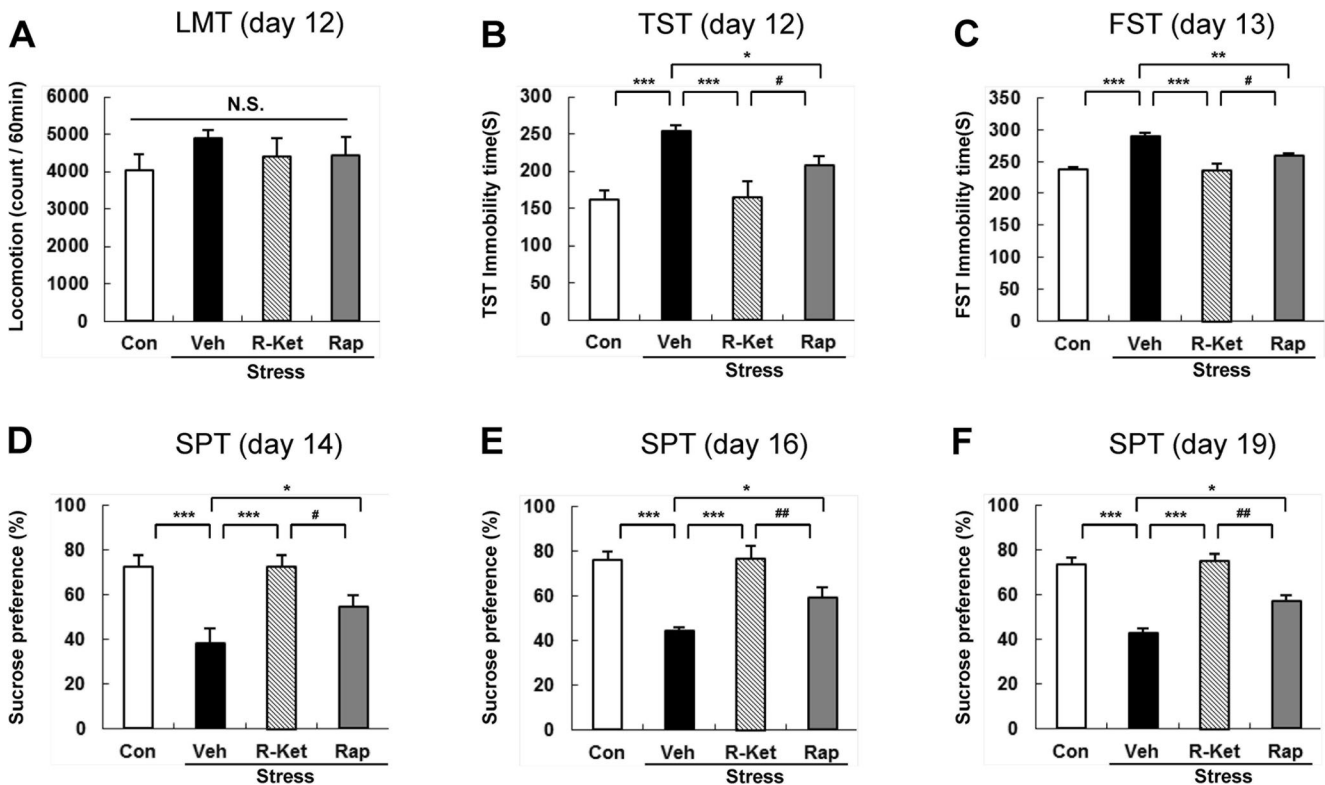 A
LMT (day 12)
Locomotion (count / 60min)
6000
5000
4000
3000
2000
1000
0
N.S.
Con
Veh
R-Ket
Rap
Stress
B
TST (day 12)
TST Immobility time(S)
300
250
200
150
100
50
0
*
***
***
#
Con
Veh
R-Ket
Rap
Stress
C
FST (day 13)
FST Immobility time(S)
350
300
250
200
150
100
50
0
**
***
***
#
Con
Veh
R-Ket
Rap
Stress
D
SPT (day 14)
Sucrose preference (%)
100
80
60
40
20
0
*
***
***
#
Con
Veh
R-Ket
Rap
Stress
E
SPT (day 16)
Sucrose preference (%)
100
80
60
40
20
0
*
***
***
##
Con
Veh
R-Ket
Rap
Stress
F
SPT (day 19)
Sucrose preference (%)
100
80
60
40
20
0
*
***
***
##
Con
Veh
R-Ket
Rap
Stress